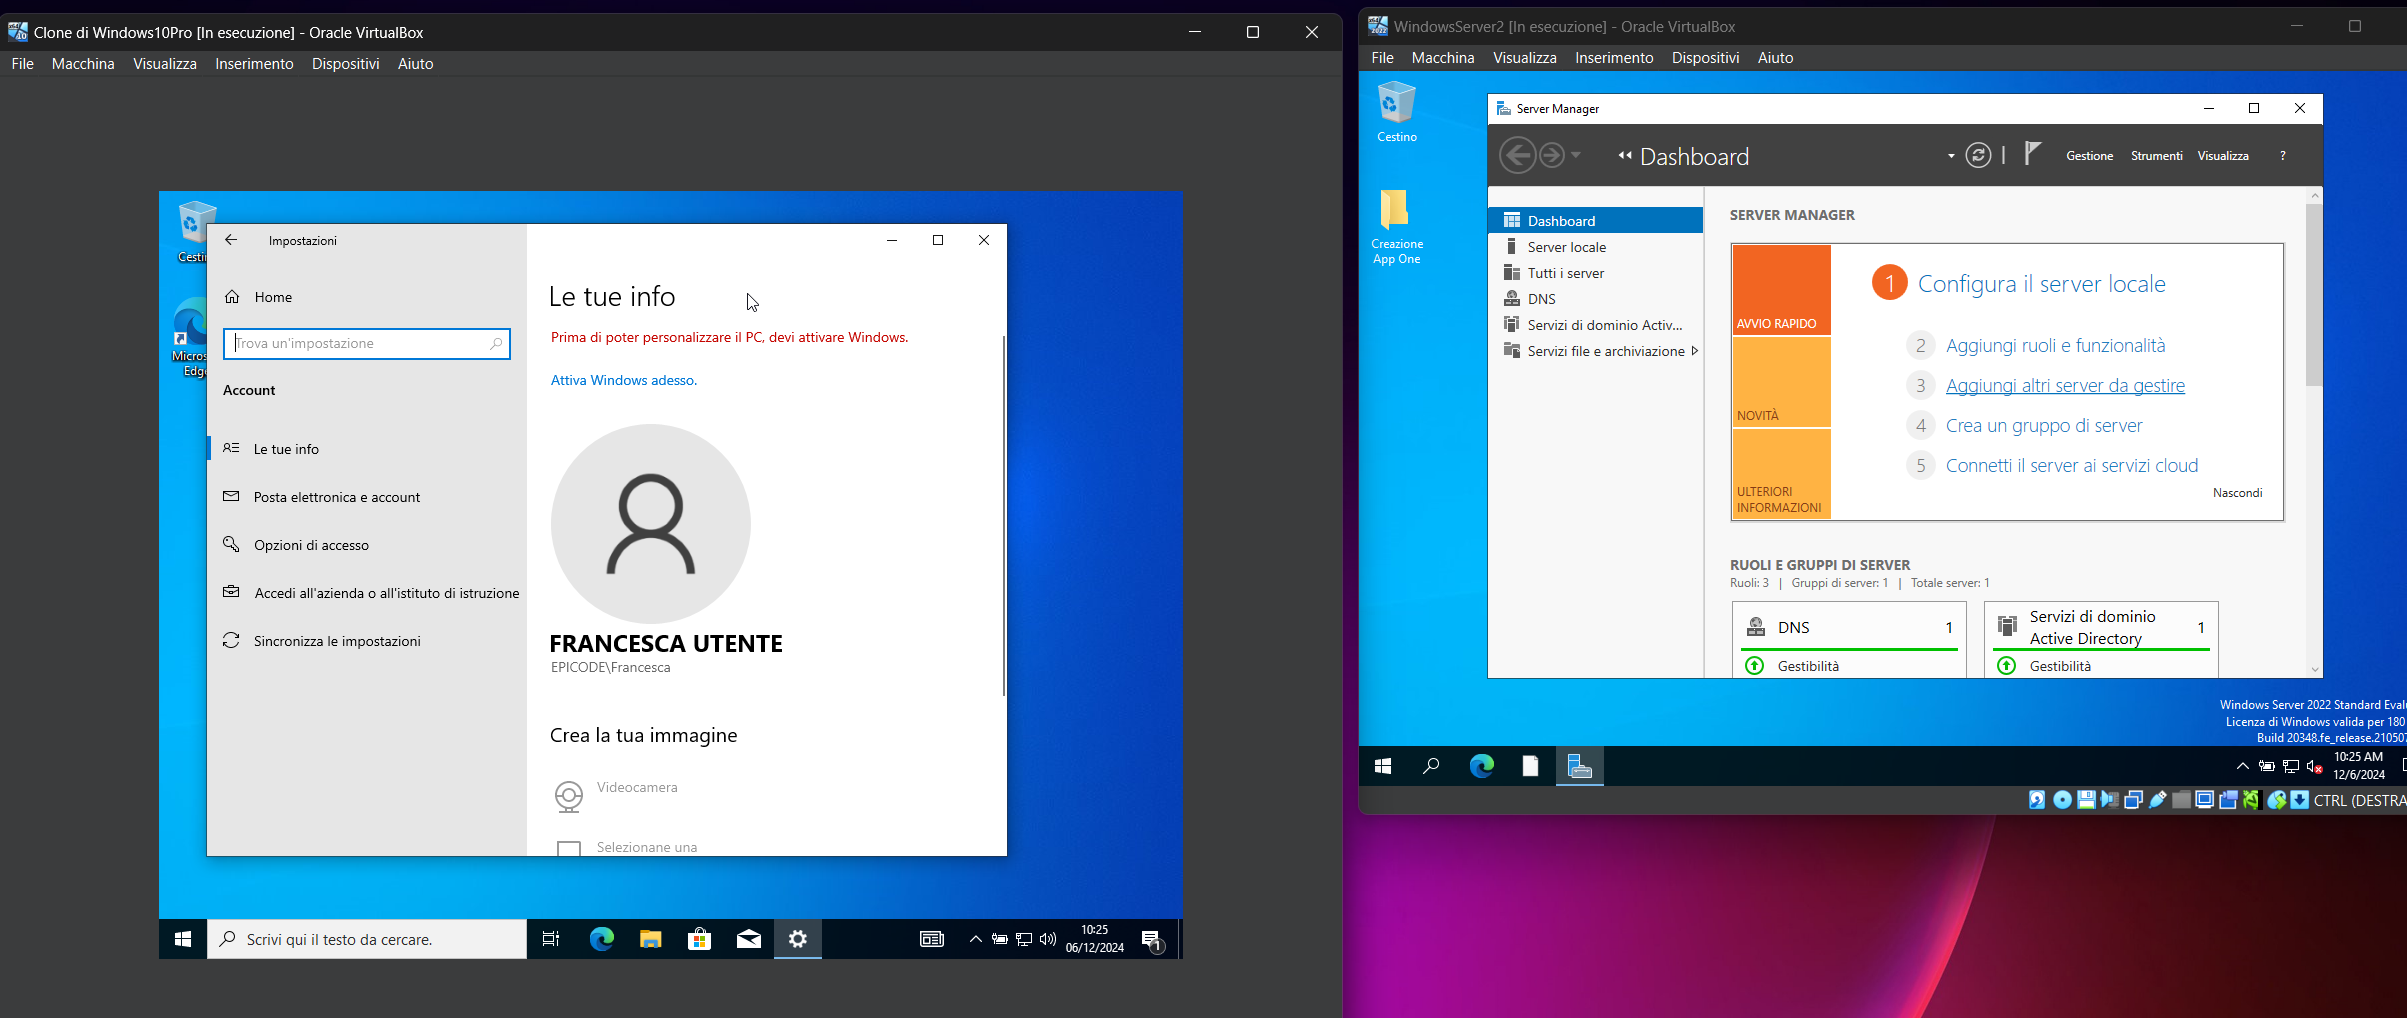 Clone di Windows10Pro [In esecuzione] - Oracle VirtualBox
File Macchina Visualizza Inserimento Dispositivi Aiuto
Cestin
Micros
Edge
Impostazioni
Home
Trova un'impostazione
Account
Le tue info
Posta elettronica e account
Opzioni di accesso
Accedi all'azienda o all'istituto di istruzione
Sincronizza le impostazioni
Le tue info
Prima di poter personalizzare il PC, devi attivare Windows.
Attiva Windows adesso.
FRANCESCA UTENTE
EPICODE\Francesca
Crea la tua immagine
Videocamera
Selezionane una
Scrivi qui il testo da cercare.
10:25
06/12/2024
1
WindowsServer2 [In esecuzione] - Oracle VirtualBox
File Macchina Visualizza Inserimento Dispositivi Aiuto
Cestino
Creazione
App One
Server Manager
Dashboard
Gestione Strumenti Visualizza ?
Dashboard
Server locale
Tutti i server
DNS
Servizi di dominio Activ...
Servizi file e archiviazione
SERVER MANAGER
AVVIO RAPIDO
NOVITÀ
ULTERIORI
INFORMAZIONI
1 Configura il server locale
2 Aggiungi ruoli e funzionalità
3 Aggiungi altri server da gestire
4 Crea un gruppo di server
5 Connetti il server ai servizi cloud
Nascondi
RUOLI E GRUPPI DI SERVER
Ruoli: 3 | Gruppi di server: 1 | Totale server: 1
DNS 1
Gestibilità
Servizi di dominio
Active Directory 1
Gestibilità
Windows Server 2022 Standard Evalu
Licenza di Windows valida per 180
Build 20348.fe_release.210507
10:25 AM
12/6/2024
CTRL (DESTRA